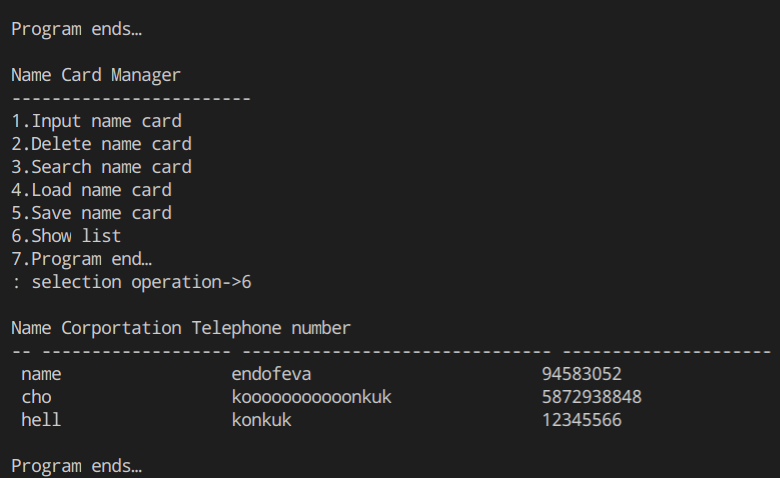 Program ends…
Name Card Manager
------------------------
1.Input name card
2.Delete name card
3.Search name card
4.Load name card
5.Save name card
6.Show list
7.Program end…
: selection operation->6
Name Corportation Telephone number
-- ------------------- ------------------------------- ---------------------
name endofeva 94583052
cho kooooooooooonkuk 5872938848
hell konkuk 12345566
Program ends…